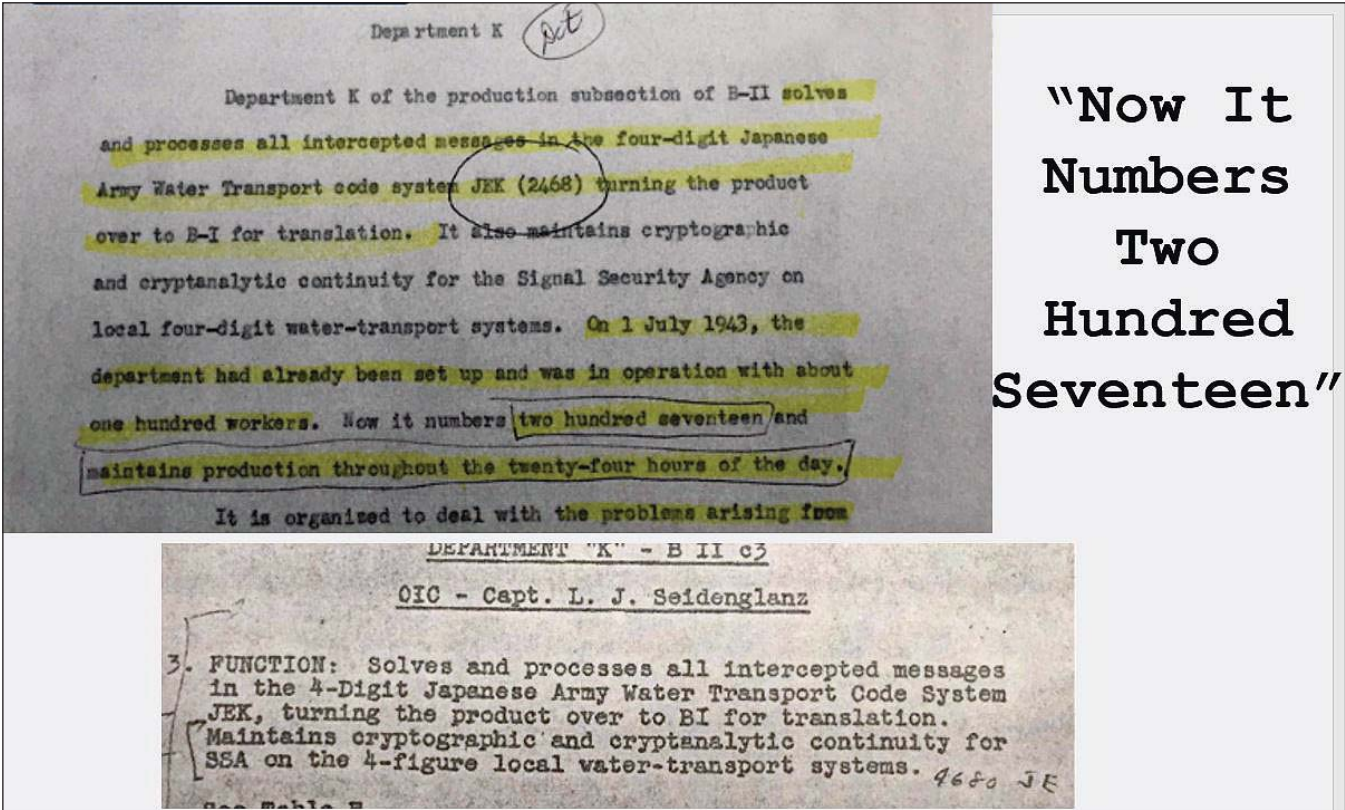 Department K
Oct
Department K of the production subsection of B-II solves
and processes all intercepted messages in the four-digit Japanese
Army Water Transport code system JEK (2468) turning the product
over to B-I for translation. It also maintains cryptographic
and cryptanalytic continuity for the Signal Security Agency on
local four-digit water-transport systems. On 1 July 1943, the
department had already been set up and was in operation with about
one hundred workers. Now it numbers two hundred seventeen and
maintains production throughout the twenty-four hours of the day.
It is organized to deal with the problems arising from
“Now It
Numbers
Two
Hundred
Seventeen”
DEPARTMENT "K" - B II c3
OIC - Capt. L. J. Seidenglanz
3. FUNCTION: Solves and processes all intercepted messages
in the 4-Digit Japanese Army Water Transport Code System
JEK, turning the product over to BI for translation.
Maintains cryptographic and cryptanalytic continuity for
SSA on the 4-figure local water-transport systems.
4680 JE